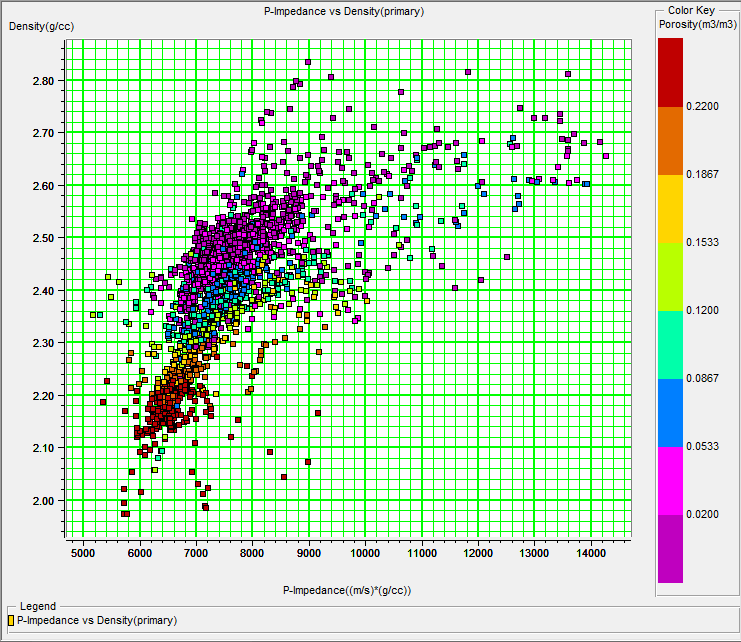 P-Impedance vs Density(primary)
Density(g/cc)
2.80
2.70
2.60
2.50
2.40
2.30
2.20
2.10
2.00
5000 6000 7000 8000 9000 10000 11000 12000 13000 14000
P-Impedance((m/s)*(g/cc))
Color Key
Porosity(m3/m3)
0.2200
0.1867
0.1533
0.1200
0.0867
0.0533
0.0200
Legend
P-Impedance vs Density(primary)